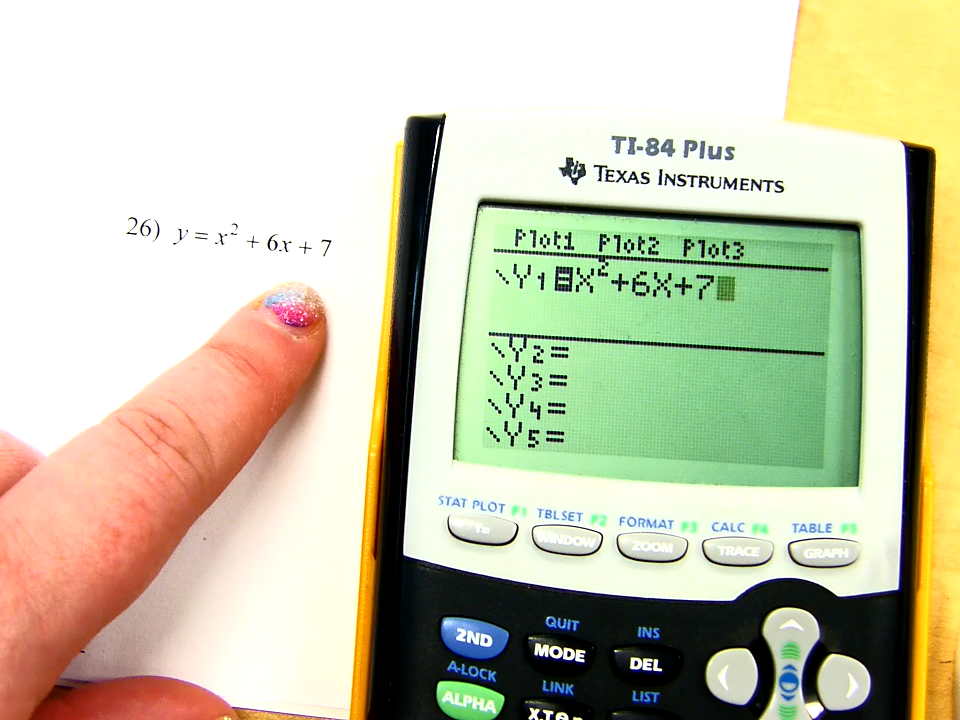 26) y = x² + 6x + 7
TI-84 Plus
TEXAS INSTRUMENTS
Plot1 Plot2 Plot3
\Y1=X²+6X+7
\Y2=
\Y3=
\Y4=
\Y5=
STAT PLOT F1 TBLSET F2 FORMAT F3 CALC F4 TABLE F5
Y= WINDOW ZOOM TRACE GRAPH
QUIT INS
2ND MODE DEL
A-LOCK LINK LIST
ALPHA